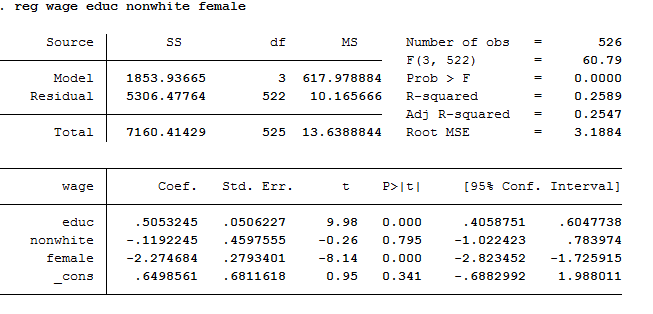 . reg wage educ nonwhite female
Source SS df MS Number of obs = 526
F(3, 522) = 60.79
Model 1853.93665 3 617.978884 Prob > F = 0.0000
Residual 5306.47764 522 10.165666 R-squared = 0.2589
Adj R-squared = 0.2547
Total 7160.41429 525 13.6388844 Root MSE = 3.1884
wage Coef. Std. Err. t P>|t| [95% Conf. Interval]
educ .5053245 .0506227 9.98 0.000 .4058751 .6047738
nonwhite -.1192245 .4597555 -0.26 0.795 -1.022423 .783974
female -2.274684 .2793401 -8.14 0.000 -2.823452 -1.725915
_cons .6498561 .6811618 0.95 0.341 -.6882992 1.988011